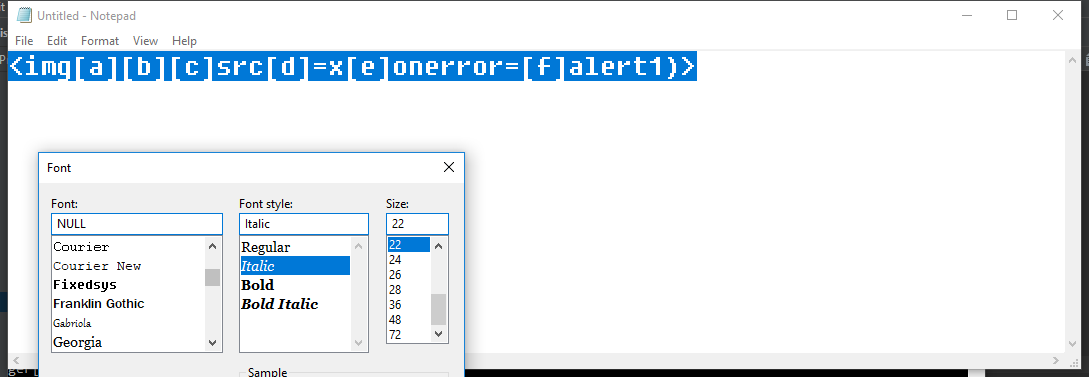 Untitled - Notepad
File Edit Format View Help
<img[a][b][c]src[d]=x[e]onerror=[f]alert1)>
Font
Font: Font style: Size:
NULL Italic 22
Courier Regular 22
Courier New Italic 24
Fixedsys Bold 26
Franklin Gothic Bold Italic 28
Gabriola 36
Georgia 48
72
Sample